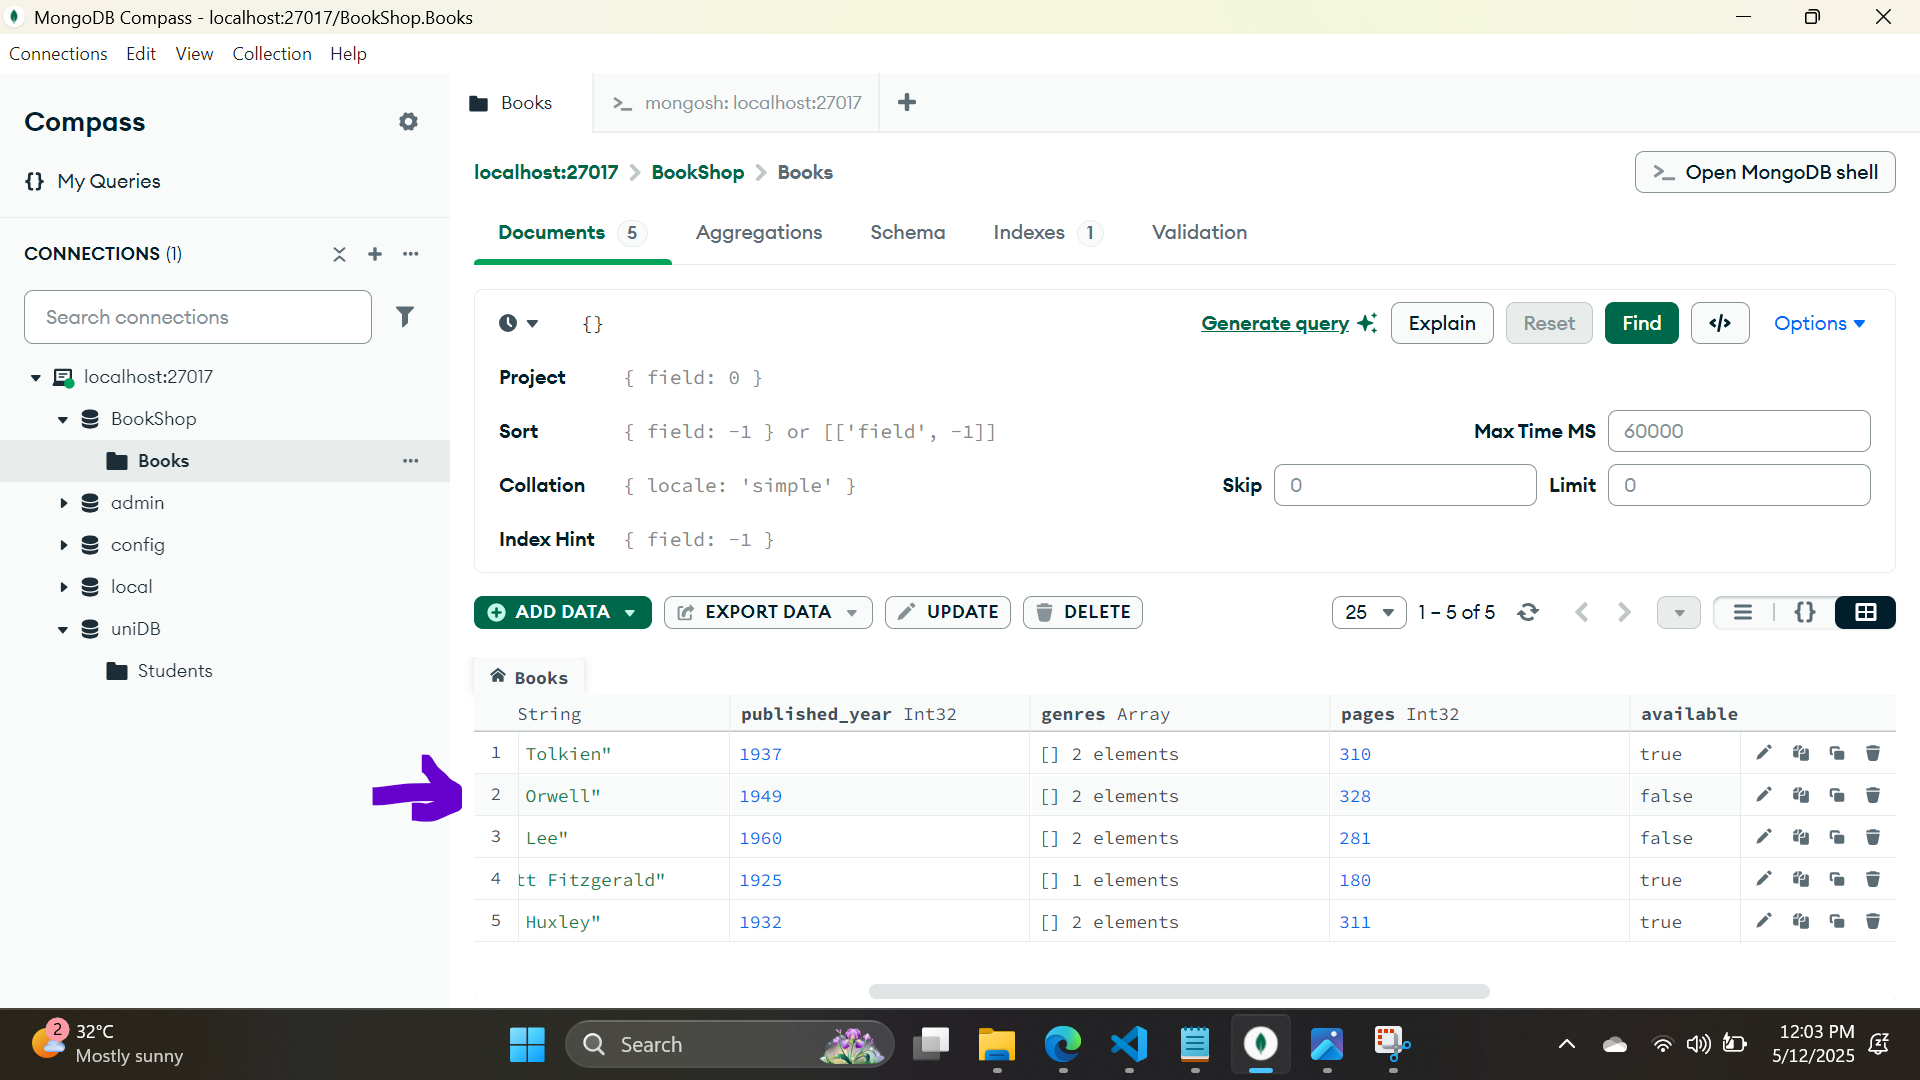 MongoDB Compass - localhost:27017/BookShop.Books
Connections Edit View Collection Help
Compass
{} My Queries
CONNECTIONS (1)
Search connections
localhost:27017
BookShop
Books
admin
config
local
uniDB
Students
Books >_ mongosh: localhost:27017 +
localhost:27017 > BookShop > Books
>_ Open MongoDB shell
Documents 5 Aggregations Schema Indexes 1 Validation
{} Generate query Explain Reset Find </> Options
Project { field: 0 }
Sort { field: -1 } or [['field', -1]] Max Time MS 60000
Collation { locale: 'simple' } Skip 0 Limit 0
Index Hint { field: -1 }
ADD DATA EXPORT DATA UPDATE DELETE 25 1 – 5 of 5 {}
Books
String published_year Int32 genres Array pages Int32 available
1 Tolkien" 1937 [] 2 elements 310 true
2 Orwell" 1949 [] 2 elements 328 false
3 Lee" 1960 [] 2 elements 281 false
4 tt Fitzgerald" 1925 [] 1 elements 180 true
5 Huxley" 1932 [] 2 elements 311 true
2 32°C
Mostly sunny
Search
12:03 PM
5/12/2025